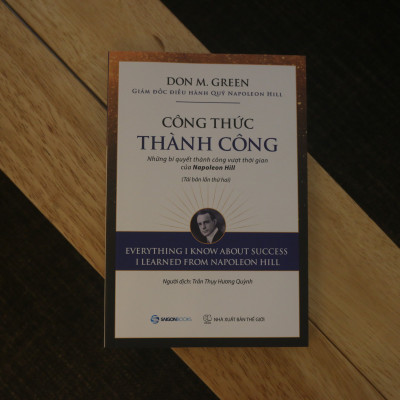 DON M. GREEN
GIÁM ĐỐC ĐIỀU HÀNH QUỸ NAPOLEON HILL
CÔNG THỨC
THÀNH CÔNG
Những bí quyết thành công vượt thời gian
của Napoleon Hill
(Tái bản lần thứ hai)
EVERYTHING I KNOW ABOUT SUCCESS
I LEARNED FROM NAPOLEON HILL
Người dịch: Trần Thụy Hương Quỳnh
SAIGONBOOKS
NHÀ XUẤT BẢN THẾ GIỚI